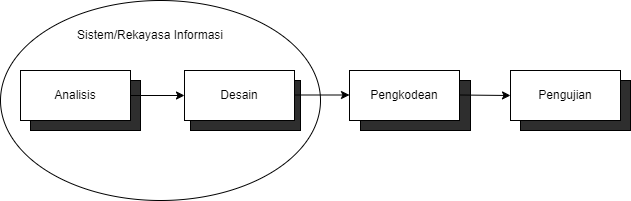 Sistem/Rekayasa Informasi
Analisis
Desain
Pengkodean
Pengujian